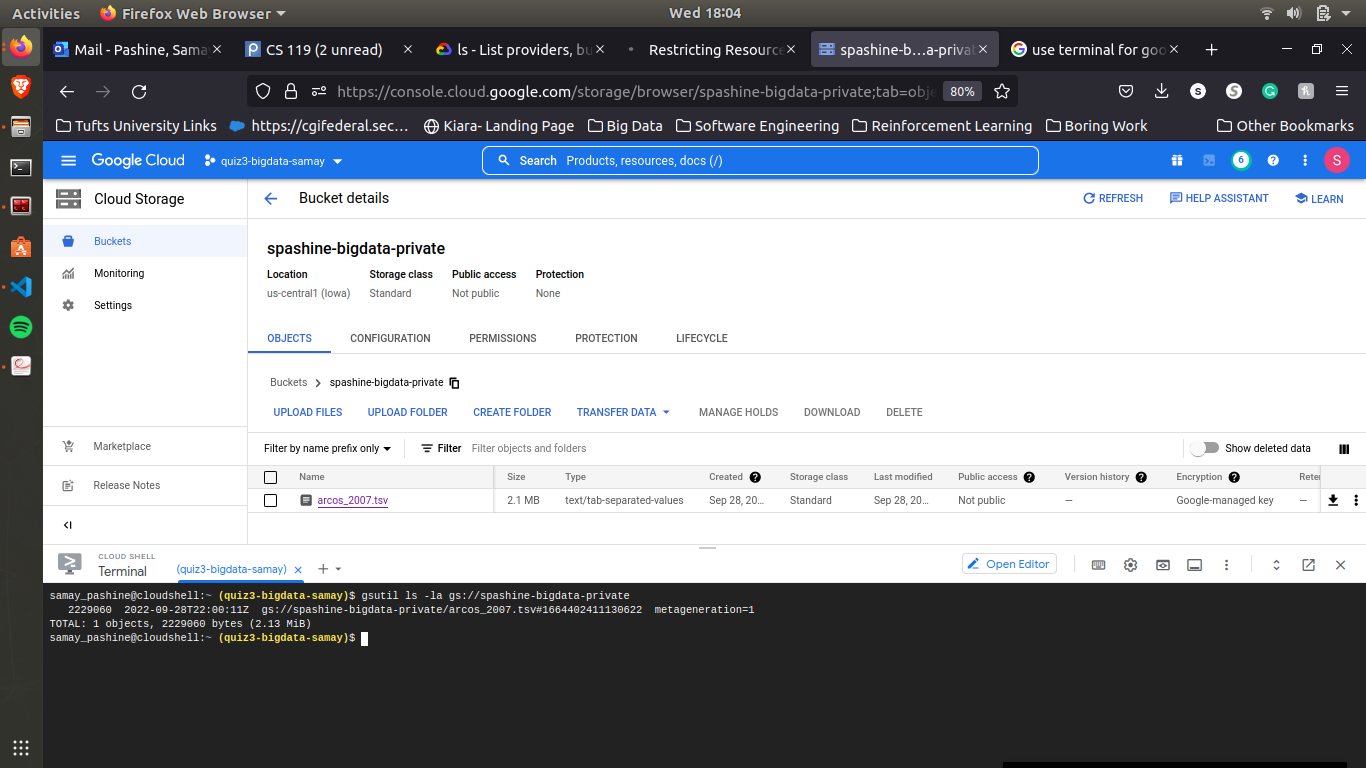 Activities Firefox Web Browser Wed 18:04
Mail - Pashine, Sama CS 119 (2 unread) ls - List providers, bu Restricting Resource spashine-b…a-privat use terminal for goo
https://console.cloud.google.com/storage/browser/spashine-bigdata-private;tab=obje 80%
Tufts University Links https://cgifederal.sec… Kiara- Landing Page Big Data Software Engineering Reinforcement Learning Boring Work Other Bookmarks
Google Cloud quiz3-bigdata-samay Search Products, resources, docs (/) 6 S
Cloud Storage Bucket details REFRESH HELP ASSISTANT LEARN
Buckets
Monitoring
Settings
Marketplace
Release Notes
spashine-bigdata-private
Location Storage class Public access Protection
us-central1 (Iowa) Standard Not public None
OBJECTS CONFIGURATION PERMISSIONS PROTECTION LIFECYCLE
Buckets > spashine-bigdata-private
UPLOAD FILES UPLOAD FOLDER CREATE FOLDER TRANSFER DATA MANAGE HOLDS DOWNLOAD DELETE
Filter by name prefix only Filter Filter objects and folders Show deleted data
Name Size Type Created Storage class Last modified Public access Version history Encryption Reter
arcos_2007.tsv 2.1 MB text/tab-separated-values Sep 28, 20… Standard Sep 28, 20… Not public — Google-managed key —
CLOUD SHELL
Terminal (quiz3-bigdata-samay) Open Editor
samay_pashine@cloudshell:~ (quiz3-bigdata-samay)$ gsutil ls -la gs://spashine-bigdata-private
2229060 2022-09-28T22:00:11Z gs://spashine-bigdata-private/arcos_2007.tsv#1664402411130622 metageneration=1
TOTAL: 1 objects, 2229060 bytes (2.13 MiB)
samay_pashine@cloudshell:~ (quiz3-bigdata-samay)$